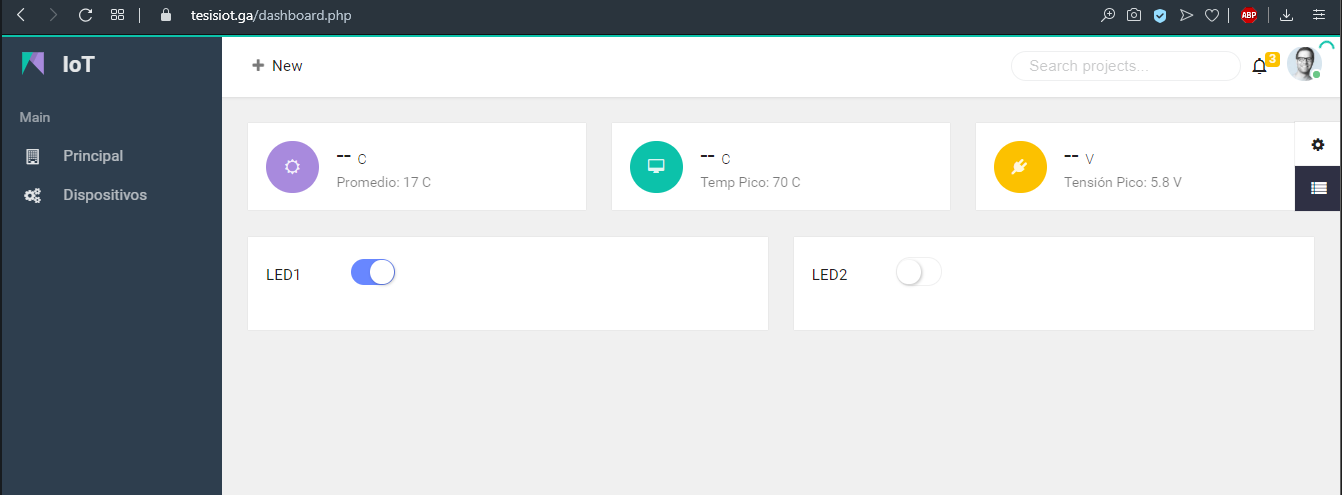 tesisiot.ga/dashboard.php
ABP
IoT
+ New
Search projects...
3
Main
Principal
Dispositivos
-- C
Promedio: 17 C
-- C
Temp Pico: 70 C
-- V
Tensión Pico: 5.8 V
LED1
LED2